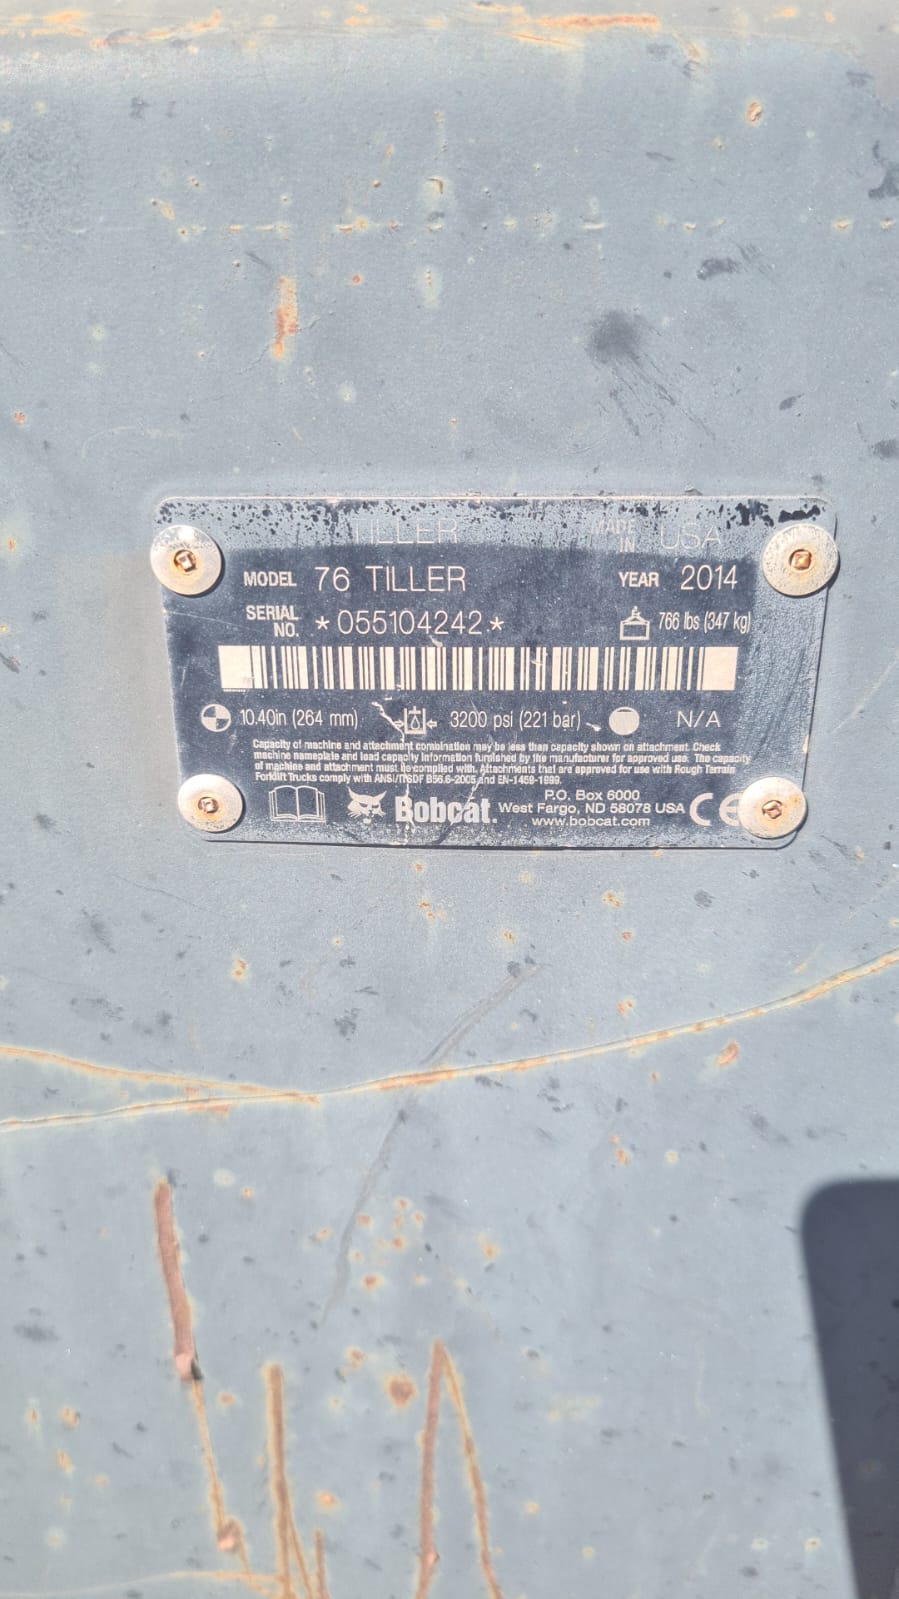 TILLER MADE IN USA
MODEL 76 TILLER YEAR 2014
SERIAL NO. *055104242* 766 lbs (347 kg)
10.40in (264 mm) 3200 psi (221 bar) N/A
Capacity of machine and attachment combination may be less than capacity shown on attachment. Check
machine nameplate and load capacity information furnished by the manufacturer for approved use. The capacity
of machine and attachment must be complied with. Attachments that are approved for use with Rough Terrain
Forklift Trucks comply with ANSI/ITSDF B56.6-2005 and EN-1459-1999.
Bobcat.
P.O. Box 6000
West Fargo, ND 58078 USA
www.bobcat.com
CE